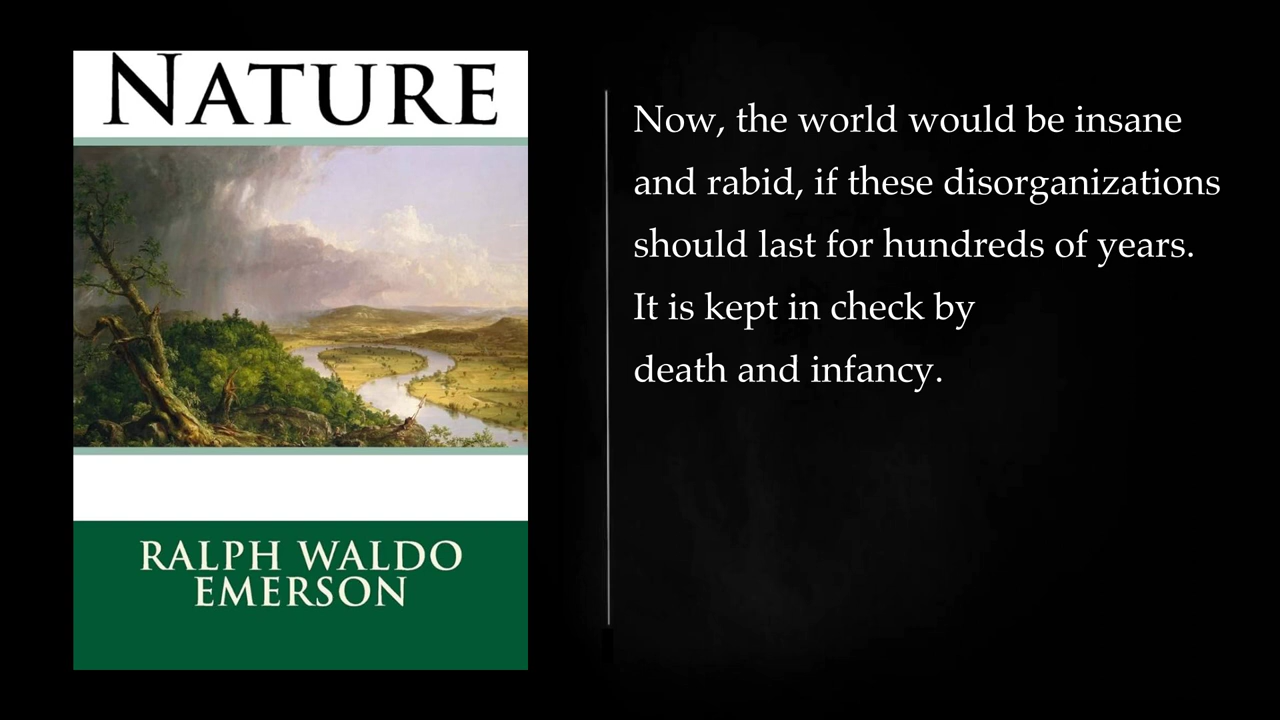 NATURE
RALPH WALDO
EMERSON
Now, the world would be insane
and rabid, if these disorganizations
should last for hundreds of years.
It is kept in check by
death and infancy.